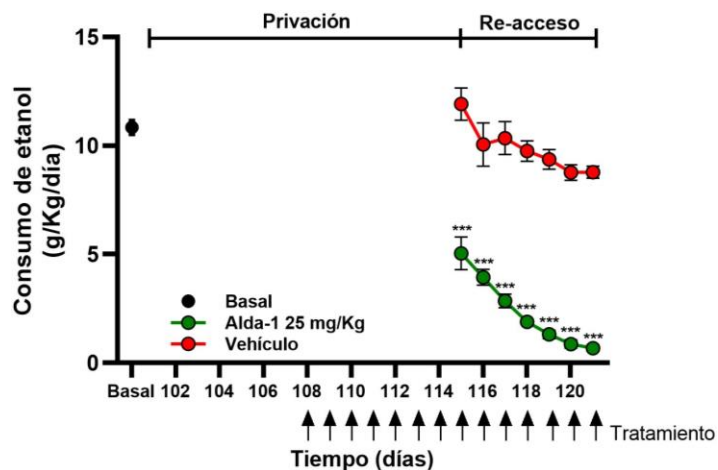 Privación Re-acceso
15
10
5
0
Consumo de etanol
(g/Kg/día)
***
***
***
***
***
***
***
Basal
Alda-1 25 mg/Kg
Vehículo
Basal 102 104 106 108 110 112 114 116 118 120
Tratamiento
Tiempo (días)